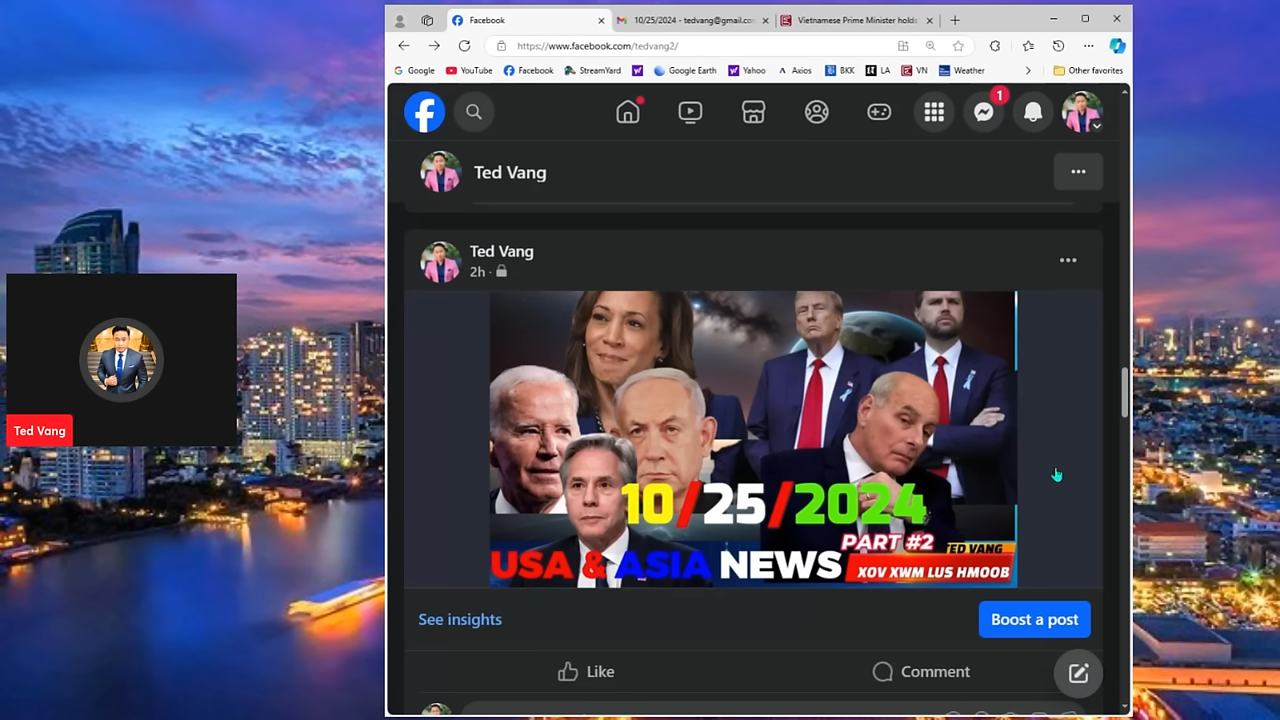 Facebook
10/25/2024 - tedvang@gmail.co
Vietnamese Prime Minister holds
https://www.facebook.com/tedvang2/
Google
YouTube
Facebook
StreamYard
Google Earth
Yahoo
Axios
BKK
LA
VN
Weather
Other favorites
1
Ted Vang
Ted Vang
2h
10/25/2024
PART #2
TED VANG
USA & ASIA NEWS
XOV XWM LUS HMOOB
See insights
Boost a post
Like
Comment
Ted Vang